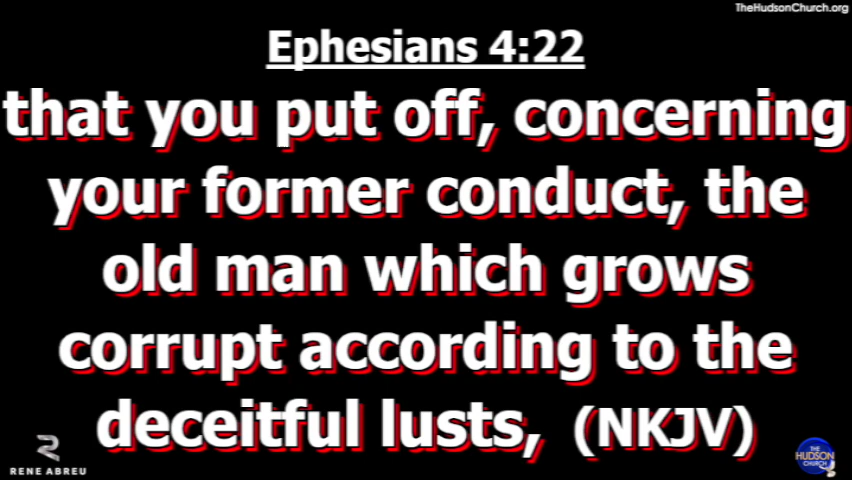 TheHudsonChurch.org
Ephesians 4:22
that you put off, concerning
your former conduct, the
old man which grows
corrupt according to the
deceitful lusts, (NKJV)
RENE ABREU
THE
HUDSON
CHURCH